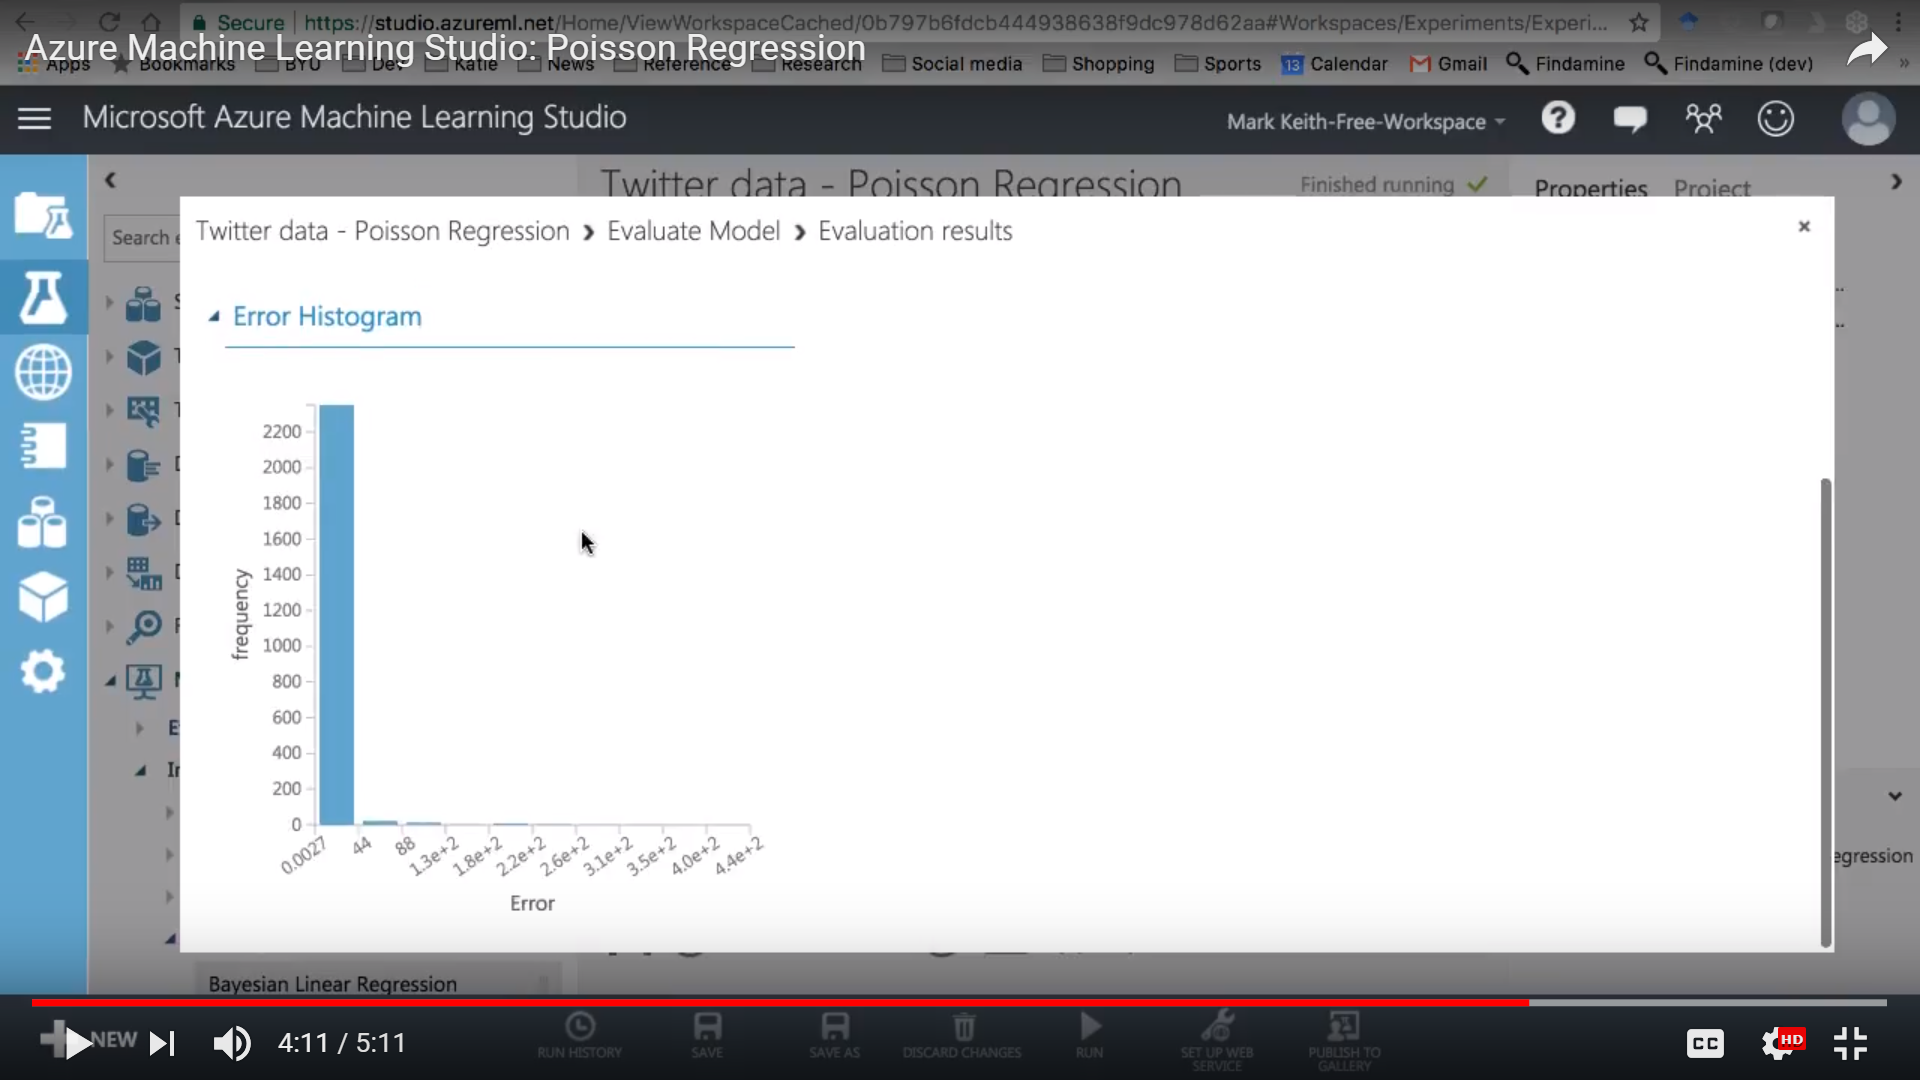 Secure | https://studio.azureml.net/Home/ViewWorkspaceCached/0b797b6fdcb444938638f9dc978d62aa#Workspaces/Experiments/Experi...
Azure Machine Learning Studio: Poisson Regression
Apps Bookmarks BYU Dev Katie News Reference Research Social media Shopping Sports 13 Calendar Gmail Findamine Findamine (dev) »
Microsoft Azure Machine Learning Studio
Mark Keith-Free-Workspace
?
Twitter data - Poisson Regression
Finished running
Properties Project
Search e
Twitter data - Poisson Regression › Evaluate Model › Evaluation results
×
Error Histogram
2200
2000
1800
1600
1400
1200
1000
800
600
400
200
0
frequency
0.0027 44 88 1.3e+2 1.8e+2 2.2e+2 2.6e+2 3.1e+2 3.5e+2 4.0e+2 4.4e+2
Error
egression
Bayesian Linear Regression
NEW
4:11 / 5:11
RUN HISTORY
SAVE
SAVE AS
DISCARD CHANGES
RUN
SET UP WEB
SERVICE
PUBLISH TO
GALLERY
CC
HD